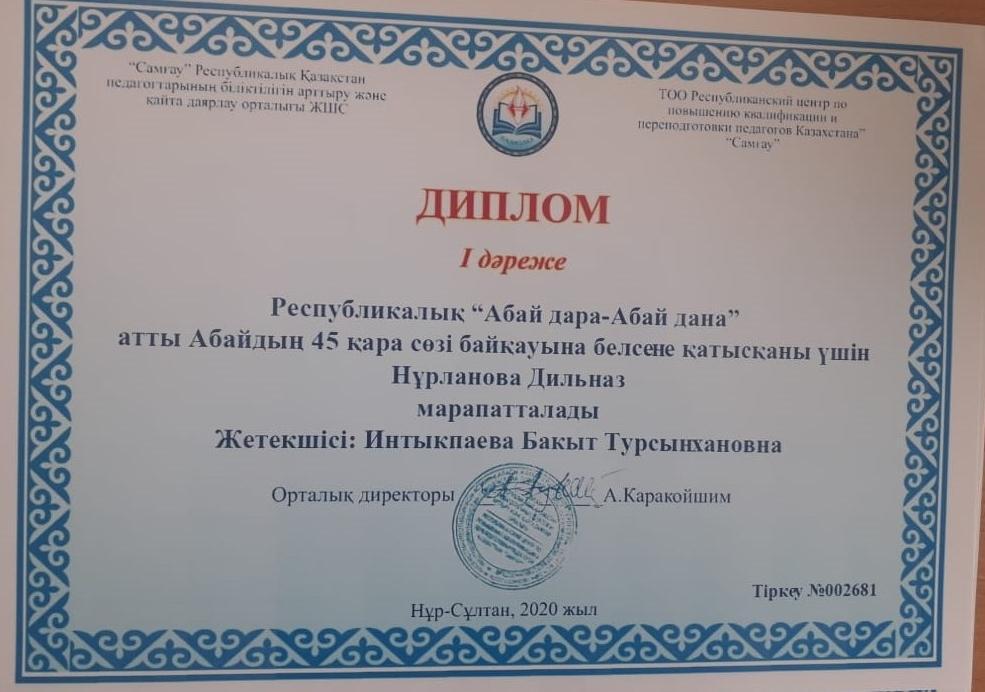 “Самғау” Республикалық Қазақстан
педагогтарының біліктілігін арттыру және
қайта даярлау орталығы ЖШС
ТОО Республиканский центр по
повышению квалификации и
переподготовки педагогов Казахстана”
“Самғау”
ДИПЛОМ
I дәреже
Республикалық “Абай дара-Абай дана”
атты Абайдың 45 қара сөзі байқауына белсене қатысқаны үшін
Нұрланова Дильназ
марапатталады
Жетекшісі: Интыкпаева Бакыт Турсынхановна
Орталық директоры А.Каракойшим
Тіркеу №002681
Нұр-Сұлтан, 2020 жыл